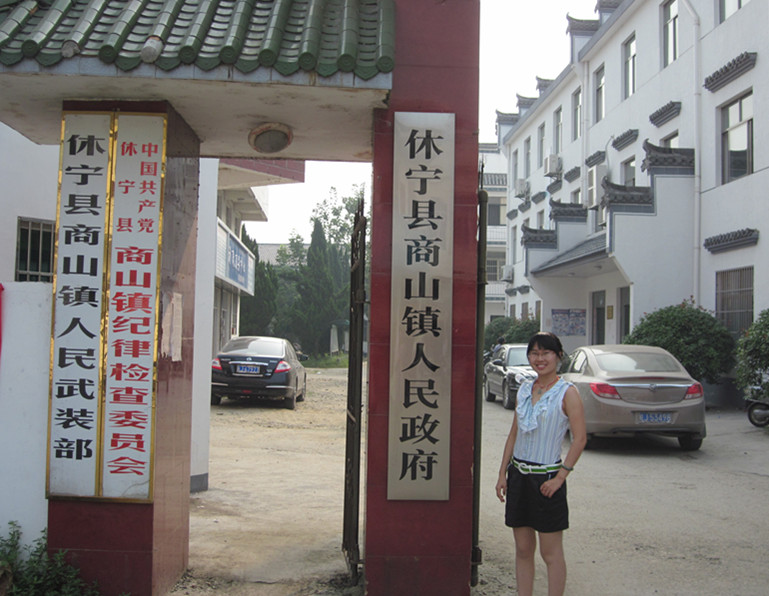 休宁县商山镇人民武装部
中国共产党
休宁县
商山镇纪律检查委员会
休宁县商山镇人民政府